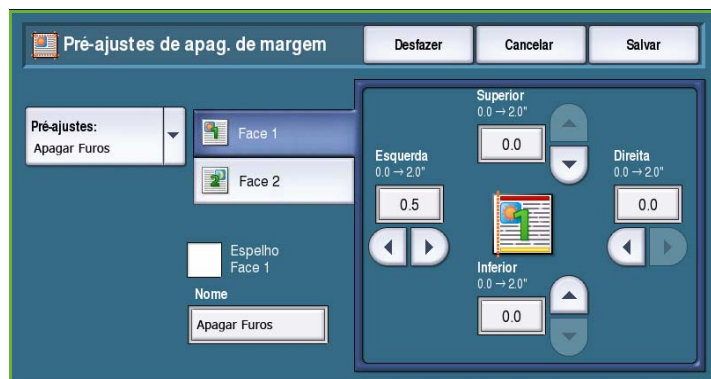 Pré-ajustes de apag. de margem
Desfazer
Cancelar
Salvar
Pré-ajustes:
Apagar Furos
Face 1
Face 2
Espelho
Face 1
Nome
Apagar Furos
Superior
0.0 → 2.0"
0.0
Esquerda
0.0 → 2.0"
0.5
Direita
0.0 → 2.0"
0.0
Inferior
0.0 → 2.0"
0.0